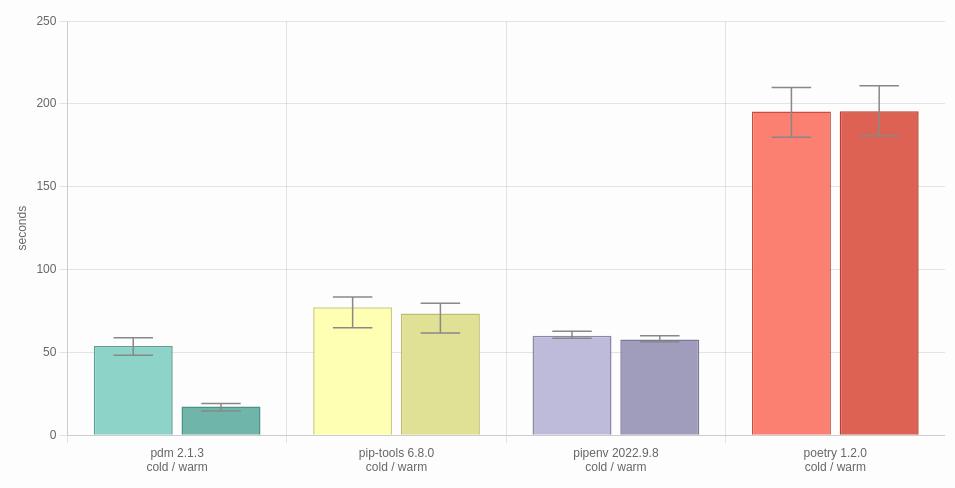 250
200
150
100
50
0
seconds
pdm 2.1.3
cold / warm
pip-tools 6.8.0
cold / warm
pipenv 2022.9.8
cold / warm
poetry 1.2.0
cold / warm